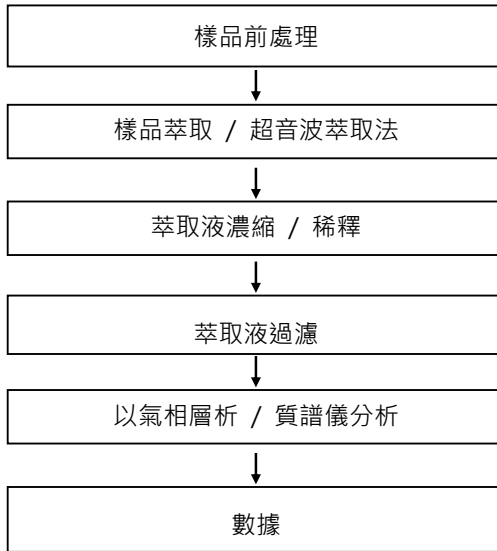 樣品前處理
樣品萃取 / 超音波萃取法
萃取液濃縮 / 稀釋
萃取液過濾
以氣相層析 / 质譜儀分析
數據